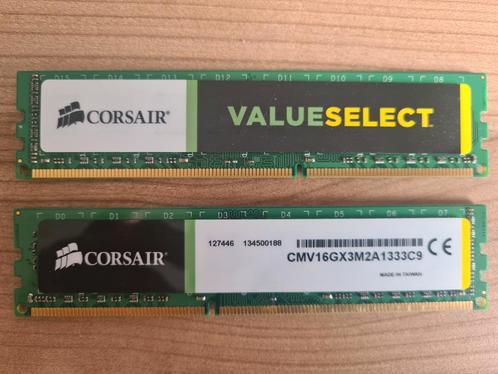 D15 D14 D13 D12 D11 D10 D9 D8
CORSAIR
VALUESELECT
D0 D1 D2 D3 D4 D5 D6 D7
127446 134500188
CORSAIR
CMV16GX3M2A1333C9 CE
MADE IN TAIWAN